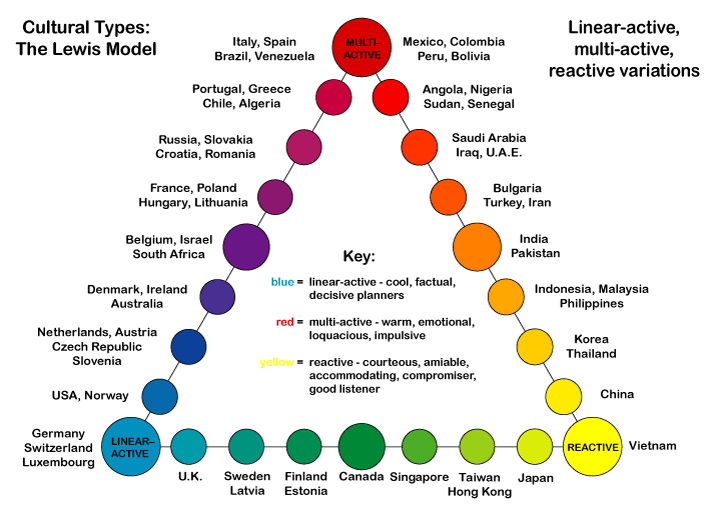 Cultural Types:
The Lewis Model
Linear-active,
multi-active,
reactive variations
MULTI-
ACTIVE
Italy, Spain
Brazil, Venezuela
Mexico, Colombia
Peru, Bolivia
Portugal, Greece
Chile, Algeria
Angola, Nigeria
Sudan, Senegal
Russia, Slovakia
Croatia, Romania
Saudi Arabia
Iraq, U.A.E.
France, Poland
Hungary, Lithuania
Bulgaria
Turkey, Iran
Belgium, Israel
South Africa
India
Pakistan
Denmark, Ireland
Australia
Indonesia, Malaysia
Philippines
Netherlands, Austria
Czech Republic
Slovenia
Korea
Thailand
USA, Norway
China
Key:
blue = linear-active - cool, factual,
decisive planners
red = multi-active - warm, emotional,
loquacious, impulsive
yellow = reactive - courteous, amiable,
accommodating, compromiser,
good listener
Germany
Switzerland
Luxembourg
LINEAR-
ACTIVE
REACTIVE
Vietnam
U.K.
Sweden
Latvia
Finland
Estonia
Canada
Singapore
Taiwan
Hong Kong
Japan